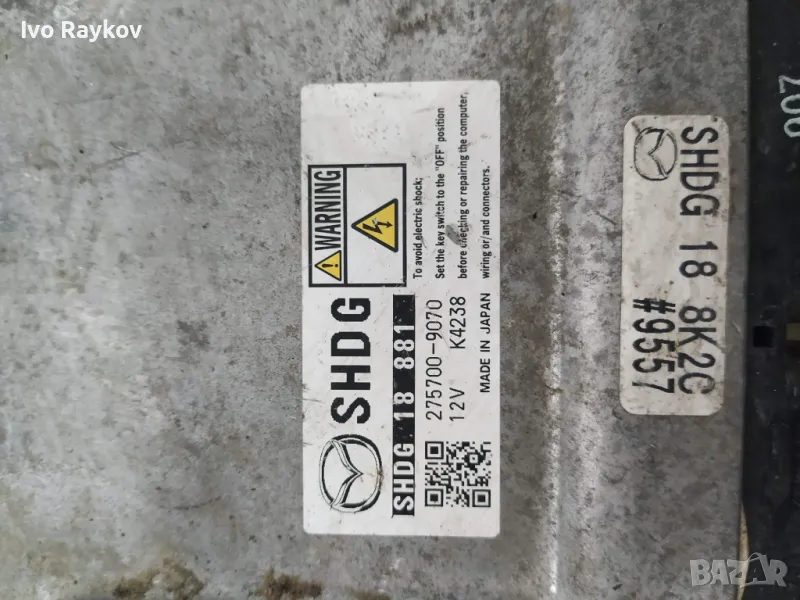 Ivo Raykov
SHDG
SHDG 18 881
275700-9070
12V K4238
MADE IN JAPAN
WARNING
To avoid electric shock;
Set the key switch to the "OFF" position
before checking or repairing the computer,
wiring or/and connectors.
SHDG 18 8K2C
#9557
200
BAZAR